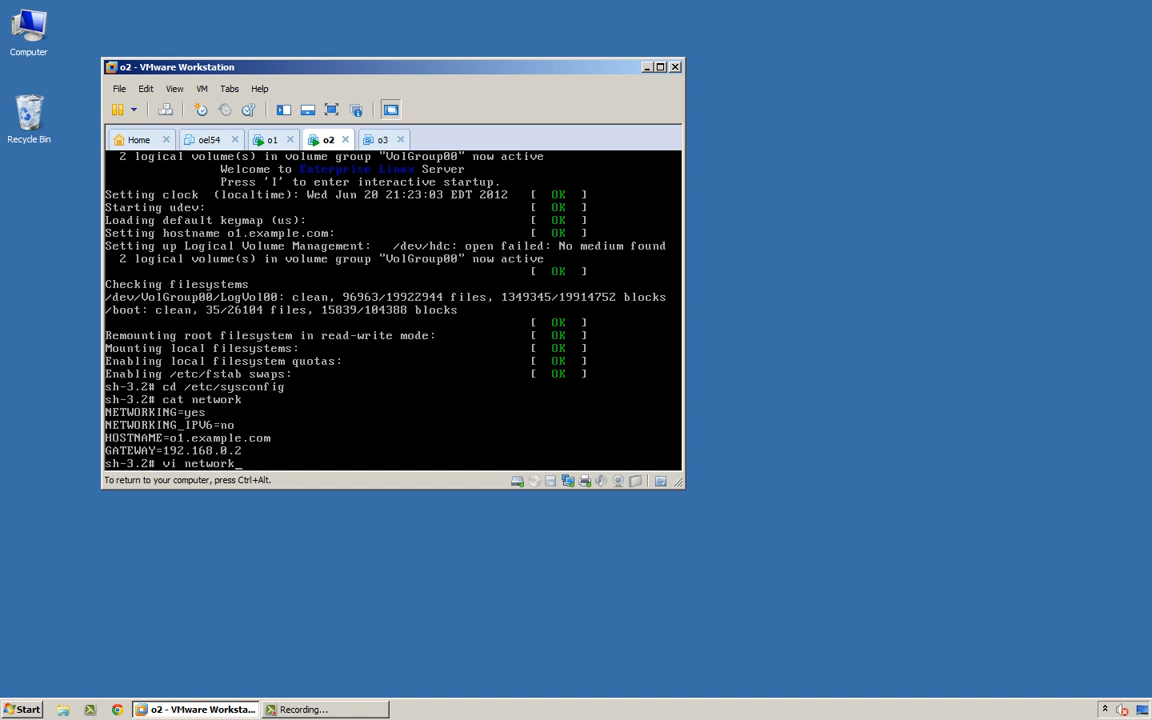 Computer
Recycle Bin
o2 - VMware Workstation
File Edit View VM Tabs Help
Home oel54 o1 o2 o3
2 logical volume(s) in volume group "VolGroup00" now active
Welcome to Enterprise Linux Server
Press 'I' to enter interactive startup.
Setting clock (localtime): Wed Jun 20 21:23:03 EDT 2012 [ OK ]
Starting udev: [ OK ]
Loading default keymap (us): [ OK ]
Setting hostname o1.example.com: [ OK ]
Setting up Logical Volume Management: /dev/hdc: open failed: No medium found
2 logical volume(s) in volume group "VolGroup00" now active
[ OK ]
Checking filesystems
/dev/VolGroup00/LogVol00: clean, 96963/19922944 files, 1349345/19914752 blocks
/boot: clean, 35/26104 files, 15839/104388 blocks
[ OK ]
Remounting root filesystem in read-write mode: [ OK ]
Mounting local filesystems: [ OK ]
Enabling local filesystem quotas: [ OK ]
Enabling /etc/fstab swaps: [ OK ]
sh-3.2# cd /etc/sysconfig
sh-3.2# cat network
NETWORKING=yes
NETWORKING_IPV6=no
HOSTNAME=o1.example.com
GATEWAY=192.168.0.2
sh-3.2# vi network_
To return to your computer, press Ctrl+Alt.
Start o2 - VMware Worksta... Recording...